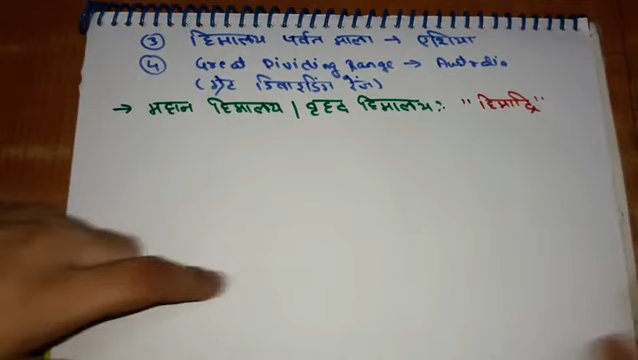 ③ हिमालय पर्वत माला → एशिया
④ Great Dividing Range → Australia
(ग्रेट डिवाइडिंग रेंज)
→ महान हिमालय | वृहद हिमालय :- "हिमाद्रि"